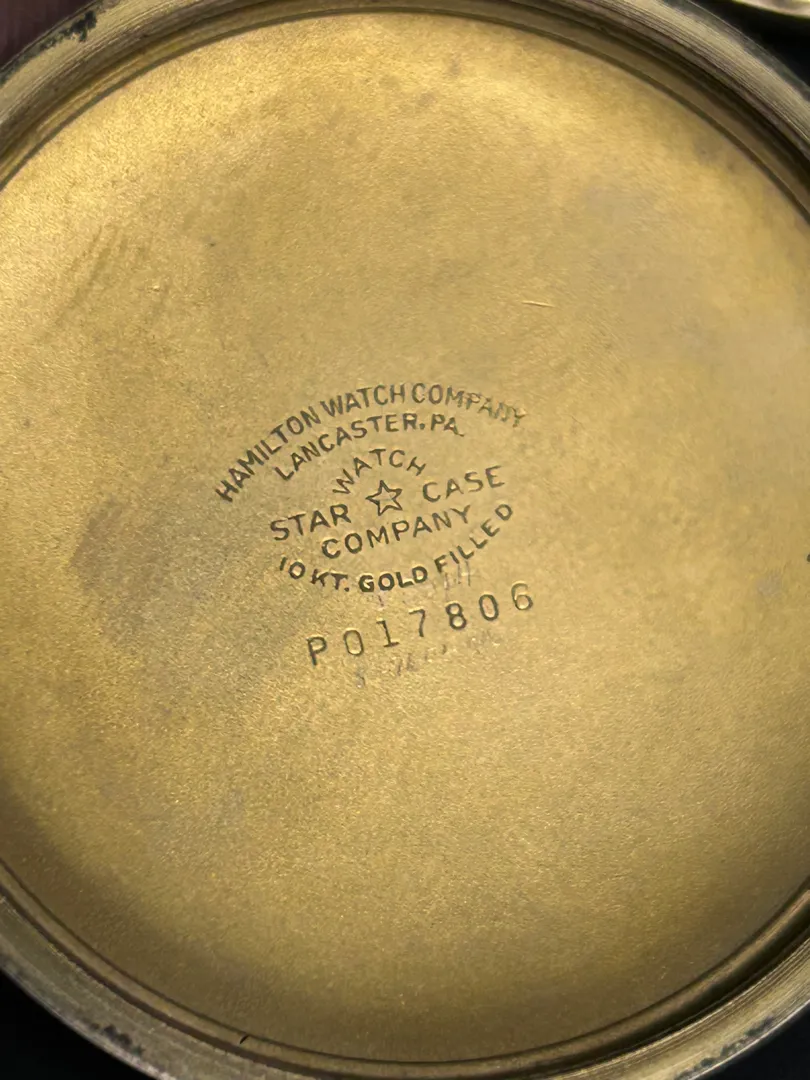 HAMILTON WATCH COMPANY
LANCASTER, PA.
WATCH
STAR CASE
COMPANY
10 KT. GOLD FILLED
P017806